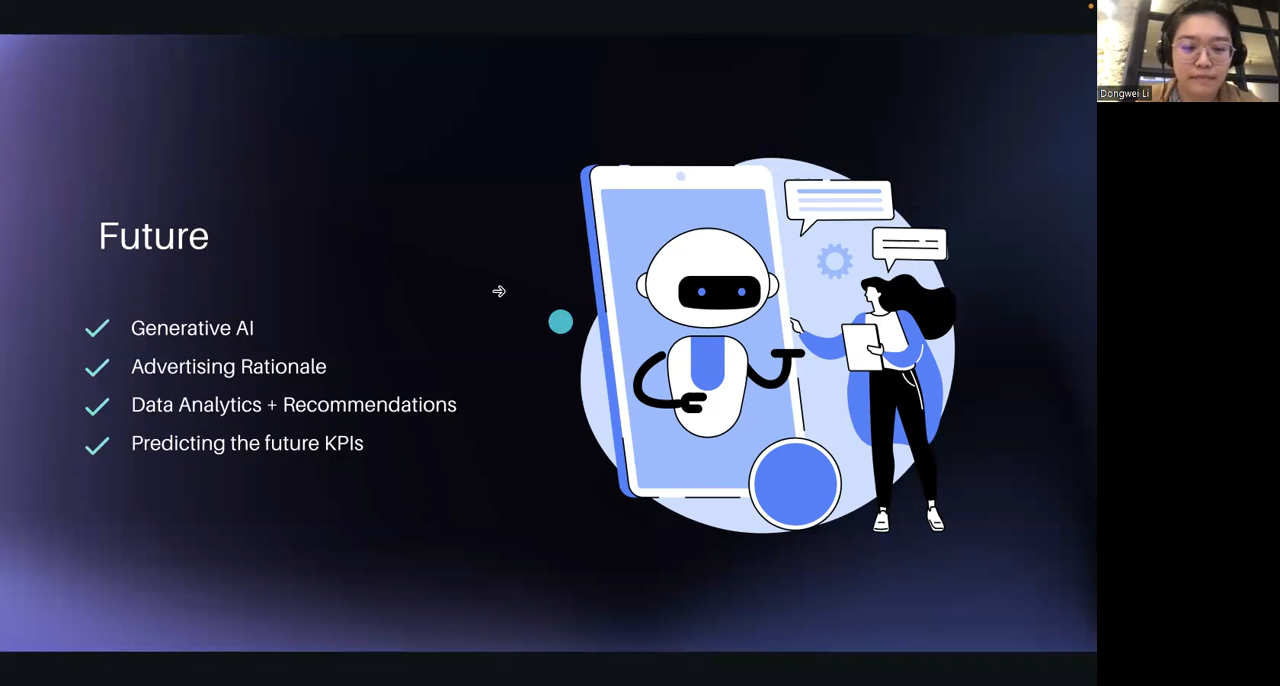 Dongwei Li
Future
Generative AI
Advertising Rationale
Data Analytics + Recommendations
Predicting the future KPIs